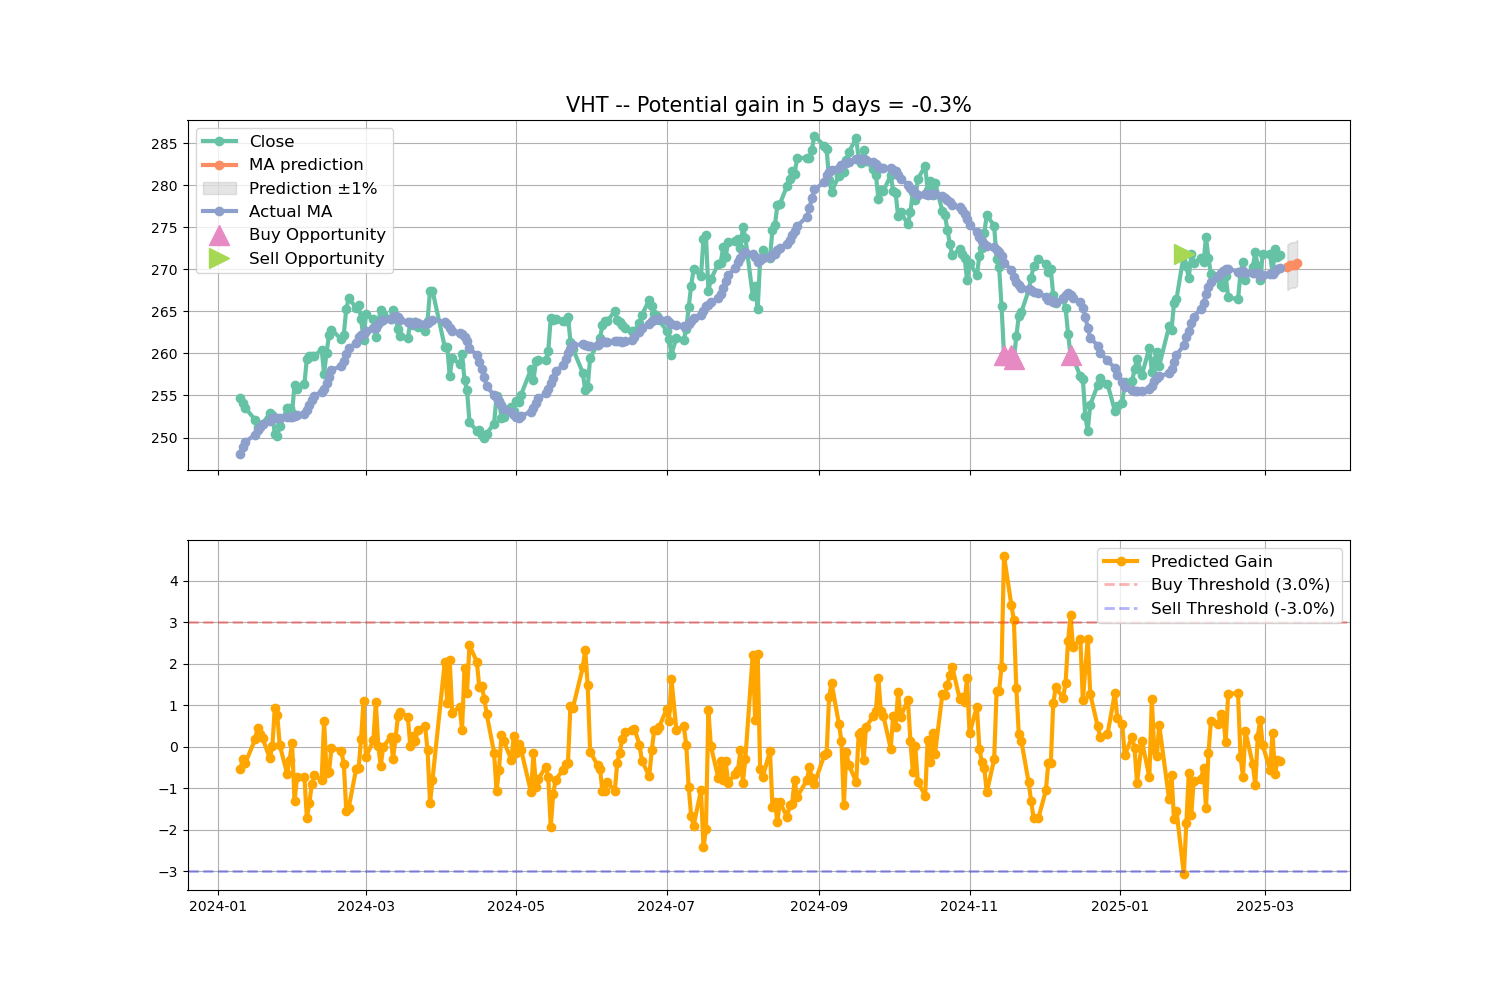 VHT -- Potential gain in 5 days = -0.3%
285
280
275
270
265
260
255
250
Close
MA prediction
Prediction ±1%
Actual MA
Buy Opportunity
Sell Opportunity
4
3
2
1
0
−1
−2
−3
Predicted Gain
Buy Threshold (3.0%)
Sell Threshold (-3.0%)
2024-01
2024-03
2024-05
2024-07
2024-09
2024-11
2025-01
2025-03